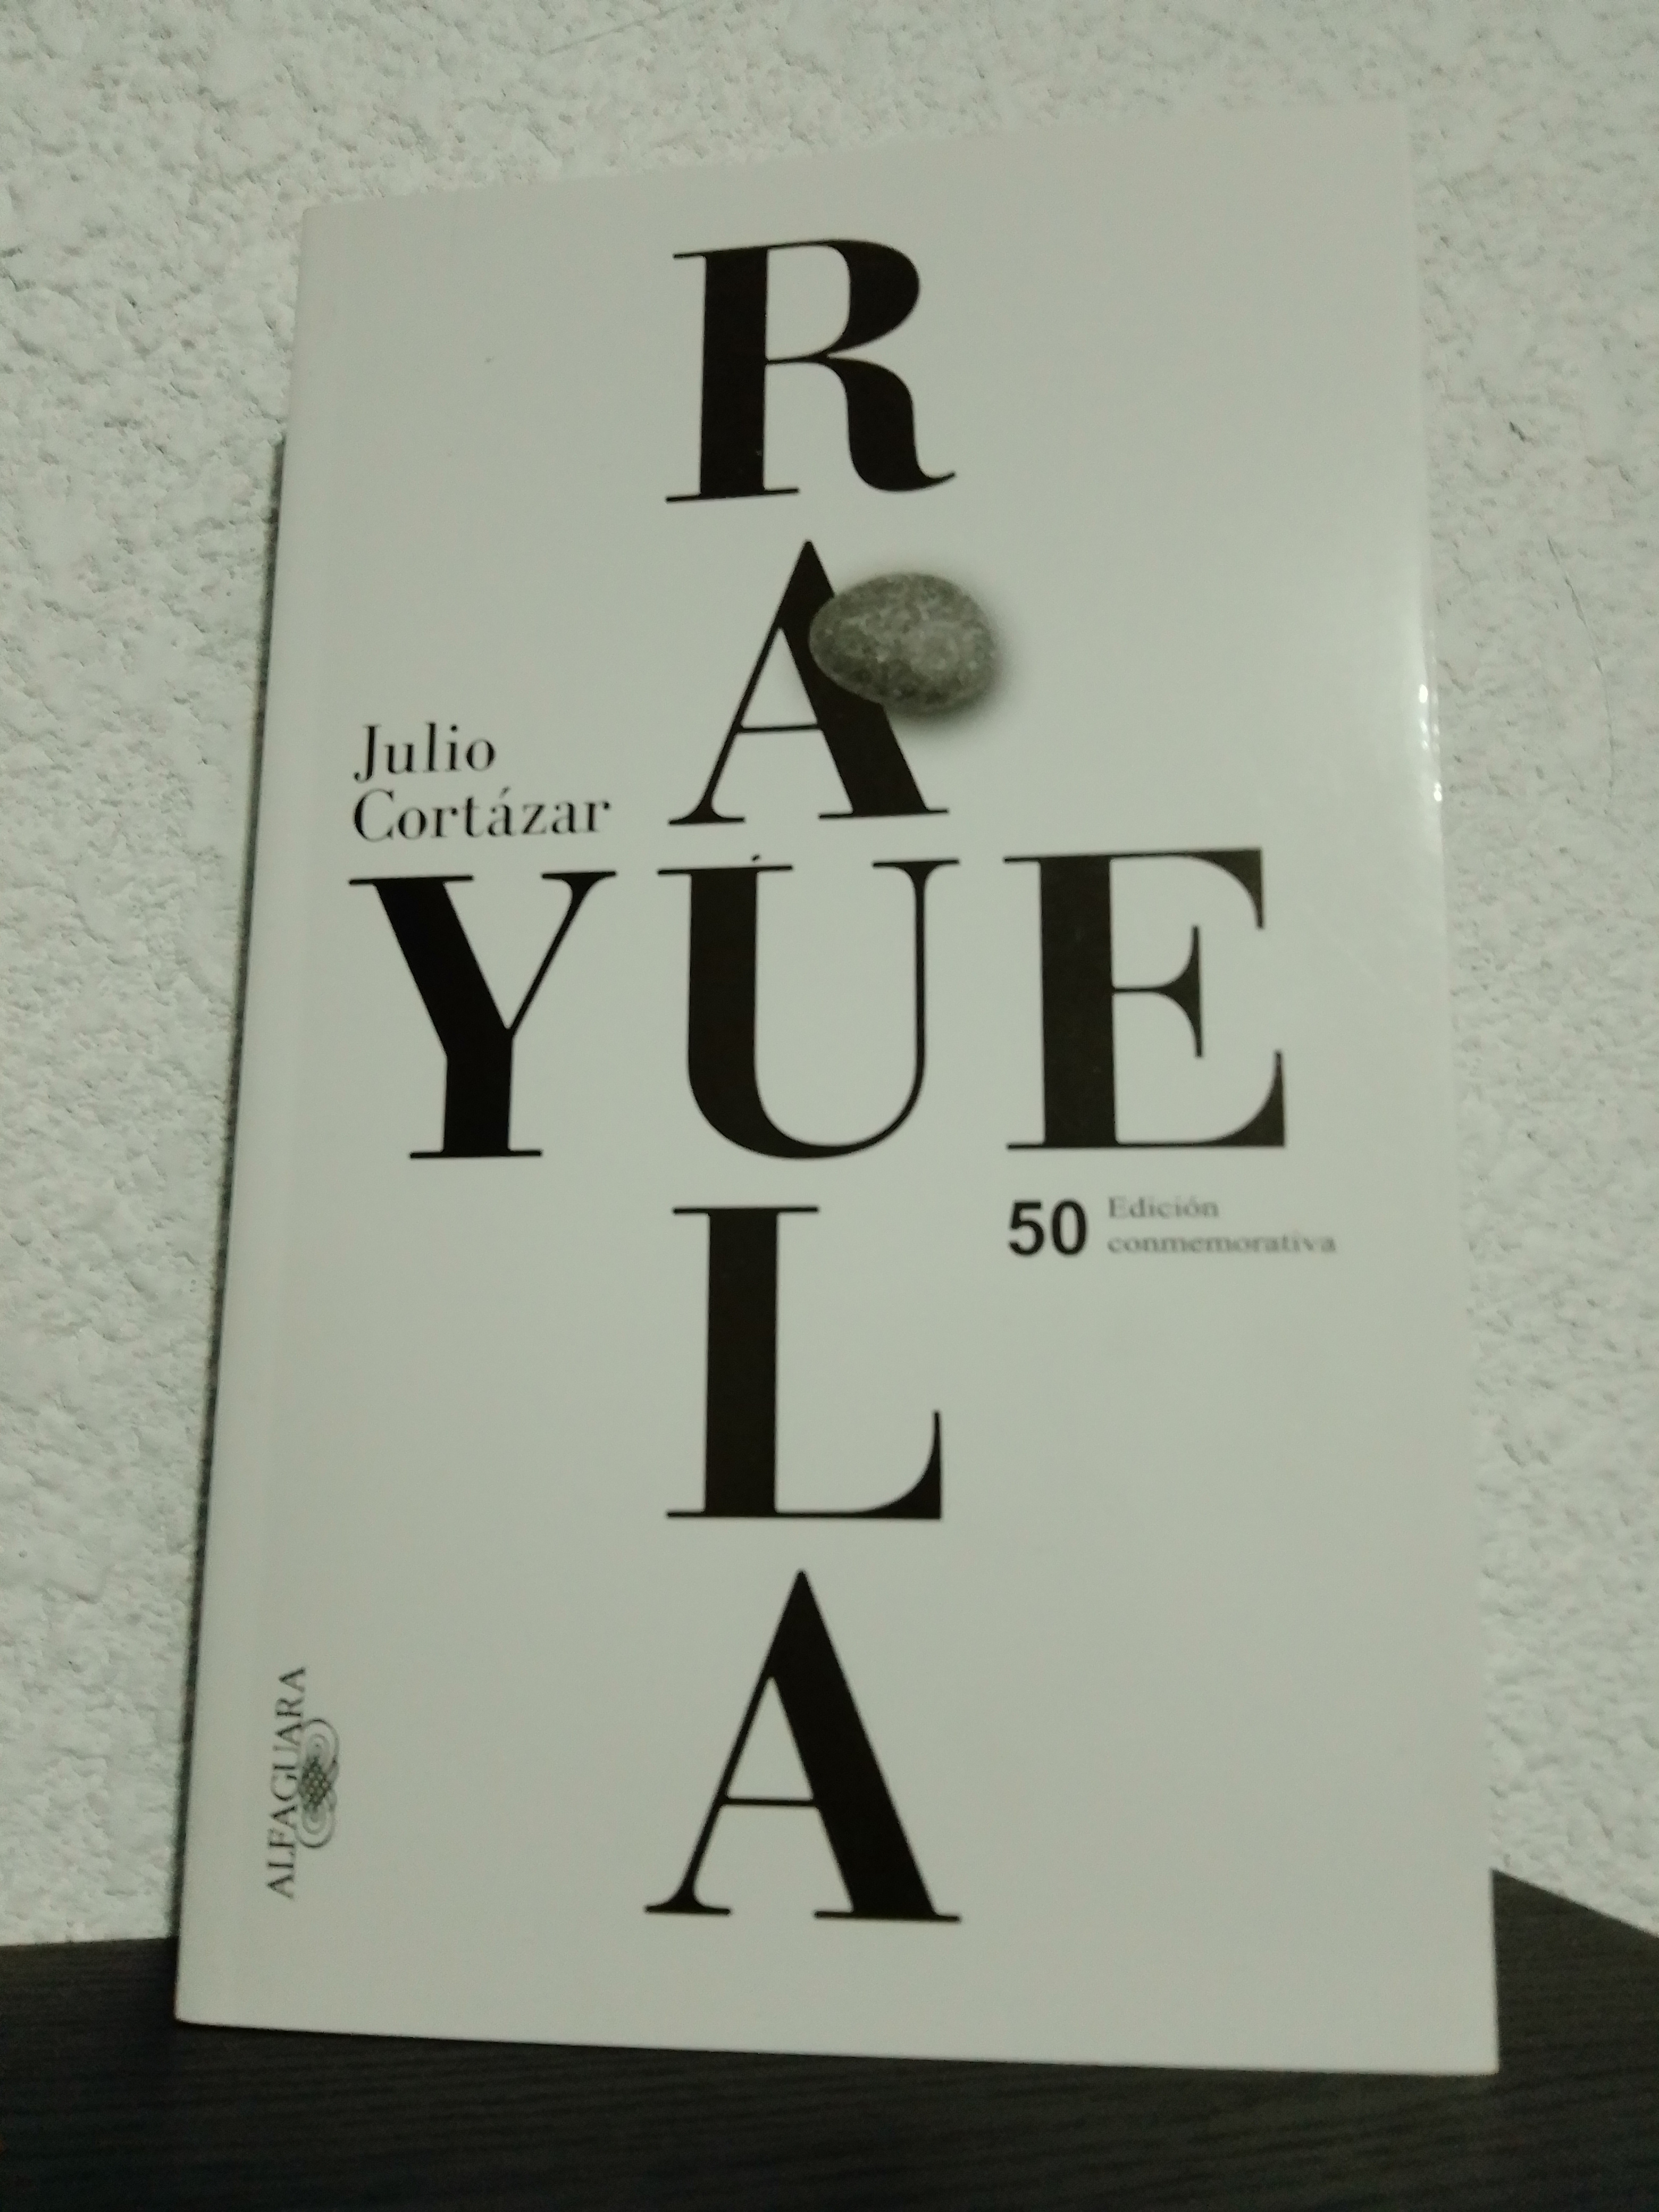 R
A
Julio
Cortázar
YUE
50 Edición
conmemorativa
L
A
ALFAGUARA